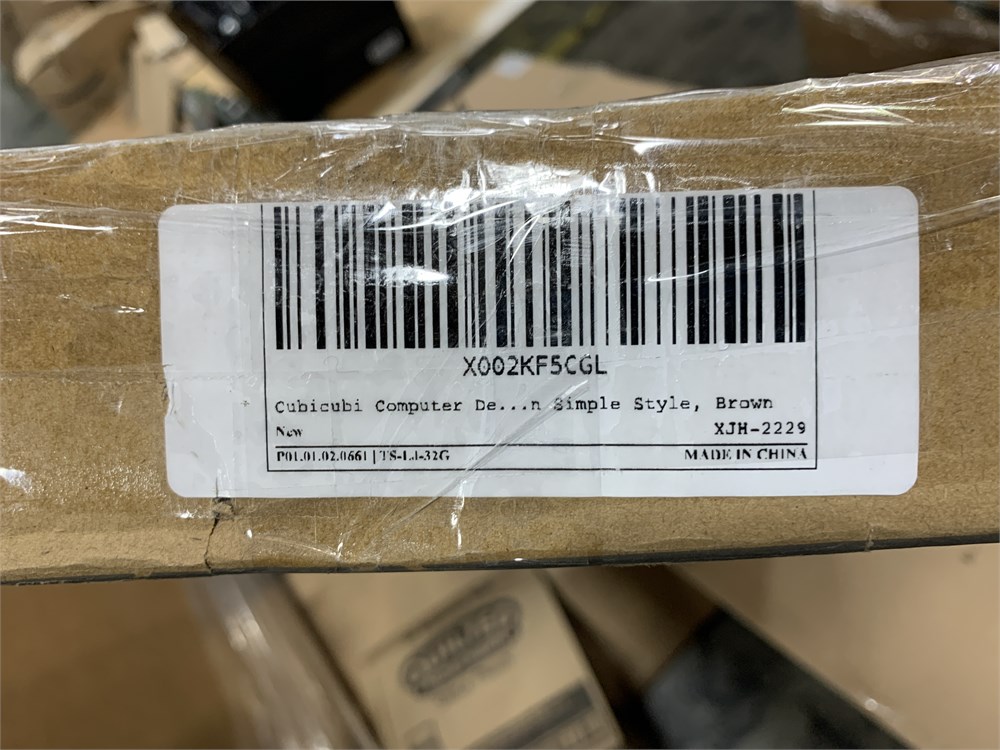 X002KF5CGL
Cubicubi Computer De...n Simple Style, Brown
New XJH-2229
P01.01.02.0661 | TS-LJ-32G MADE IN CHINA